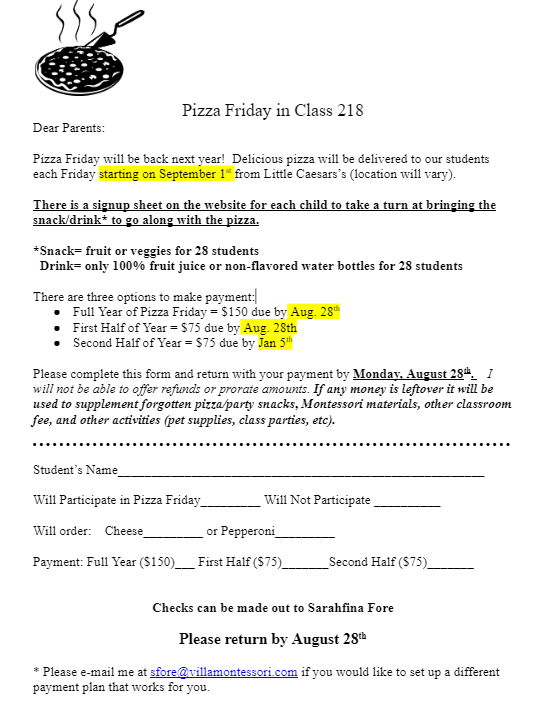 Pizza Friday in Class 218
Dear Parents:
Pizza Friday will be back next year!  Delicious pizza will be delivered to our students
each Friday starting on September 1st from Little Caesars's (location will vary).
There is a signup sheet on the website for each child to take a turn at bringing the
snack/drink* to go along with the pizza.
*Snack= fruit or veggies for 28 students
Drink= only 100% fruit juice or non-flavored water bottles for 28 students
There are three options to make payment:
• Full Year of Pizza Friday = $150 due by Aug. 28th
• First Half of Year = $75 due by Aug. 28th
• Second Half of Year = $75 due by Jan 5th
Please complete this form and return with your payment by Monday, August 28th.  I
will not be able to offer refunds or prorate amounts. If any money is leftover it will be
used to supplement forgotten pizza/party snacks, Montessori materials, other classroom
fee, and other activities (pet supplies, class parties, etc).
Student's Name___
Will Participate in Pizza Friday_________ Will Not Participate __________
Will order:   Cheese_________ or Pepperoni_________
Payment: Full Year ($150)___ First Half ($75)_______Second Half ($75)_______
Checks can be made out to Sarahfina Fore
Please return by August 28th
* Please e-mail me at sfore@villamontessori.com if you would like to set up a different
payment plan that works for you.